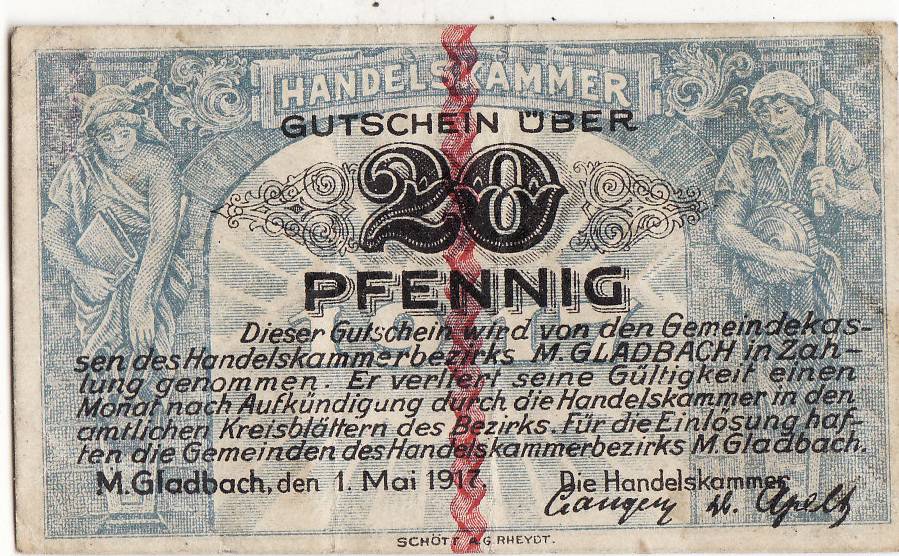 HANDELSKAMMER
GUTSCHEIN ÜBER
20
PFENNIG
Dieser Gutschein wird von den Gemeindekas-
sen des Handelskammerbezirks M. GLADBACH in Zah-
lung genommen. Er verliert seine Gültigkeit einen
Monat nach Aufkündigung durch die Handelskammer in den
amtlichen Kreisblättern des Bezirks. Für die Einlösung haf-
ten die Gemeinden des Handelskammerbezirks M. Gladbach.
M. Gladbach, den 1. Mai 1917. Die Handelskammer
Apelt
SCHÖTT A.G. RHEYDT.